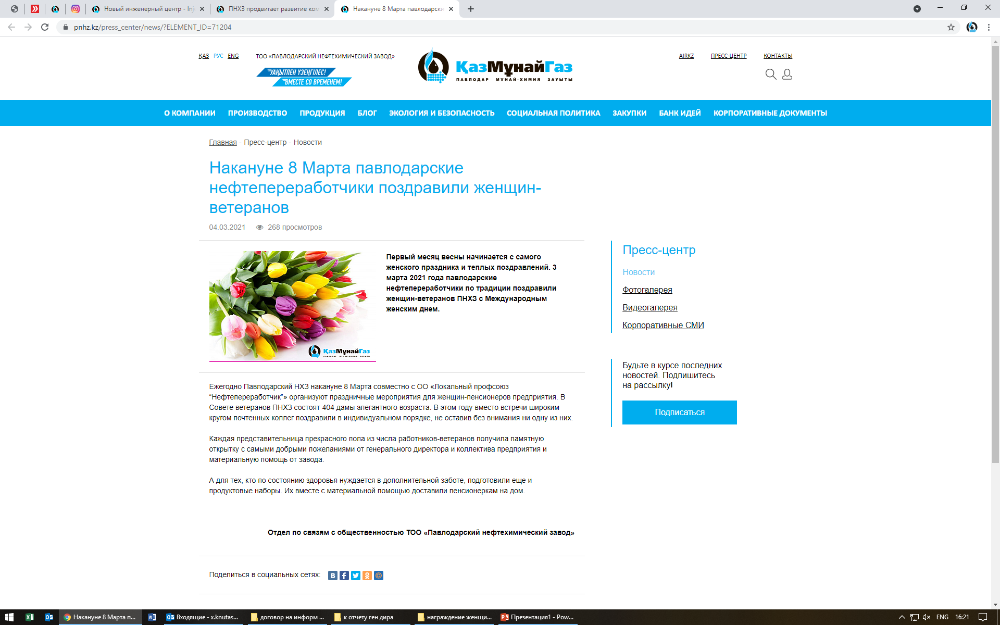 Новый инженерный центр - Inj
ПНХЗ продвигает развитие ком
Накануне 8 Марта павлодарски
pnhz.kz/press_center/news/?ELEMENT_ID=71204
ҚАЗ РУС ENG
ТОО «ПАВЛОДАРСКИЙ НЕФТЕХИМИЧЕСКИЙ ЗАВОД»
УАҚЫТПЕН ҮЗЕҢГІЛЕС!
ВМЕСТЕ СО ВРЕМЕНЕМ!
ҚазМұнайГаз
ПАВЛОДАР МҰНАЙ-ХИМИЯ ЗАУЫТЫ
AIRKZ ПРЕСС-ЦЕНТР КОНТАКТЫ
О КОМПАНИИ ПРОИЗВОДСТВО ПРОДУКЦИЯ БЛОГ ЭКОЛОГИЯ И БЕЗОПАСНОСТЬ СОЦИАЛЬНАЯ ПОЛИТИКА ЗАКУПКИ БАНК ИДЕЙ КОРПОРАТИВНЫЕ ДОКУМЕНТЫ
Главная - Пресс-центр - Новости
Накануне 8 Марта павлодарские
нефтепереработчики поздравили женщин-
ветеранов
04.03.2021 268 просмотров
Первый месяц весны начинается с самого
женского праздника и теплых поздравлений. 3
марта 2021 года павлодарские
нефтепереработчики по традиции поздравили
женщин-ветеранов ПНХЗ с Международным
женским днем.
ҚазМұнайГаз
ПАВЛОДАР МҰНАЙ-ХИМИЯ ЗАУЫТЫ
Ежегодно Павлодарский НХЗ накануне 8 Марта совместно с ОО «Локальный профсоюз
“Нефтепереработчик”» организуют праздничные мероприятия для женщин-пенсионеров предприятия. В
Совете ветеранов ПНХЗ состоят 404 дамы элегантного возраста. В этом году вместо встречи широким
кругом почтенных коллег поздравили в индивидуальном порядке, не оставив без внимания ни одну из них.
Каждая представительница прекрасного пола из числа работников-ветеранов получила памятную
открытку с самыми добрыми пожеланиями от генерального директора и коллектива предприятия и
материальную помощь от завода.
А для тех, кто по состоянию здоровья нуждается в дополнительной заботе, подготовили еще и
продуктовые наборы. Их вместе с материальной помощью доставили пенсионеркам на дом.
Отдел по связям с общественностью ТОО «Павлодарский нефтехимический завод»
Поделиться в социальных сетях:
Пресс-центр
Новости
Фотогалерея
Видеогалерея
Корпоративные СМИ
Будьте в курсе последних
новостей. Подпишитесь
на рассылку!
Подписаться
Накануне 8 Марта п...
Входящие - x.knutas...
договор на информ ...
к отчету ген дира
награждение женщи...
Презентация1 - Pow...
ENG 16:21